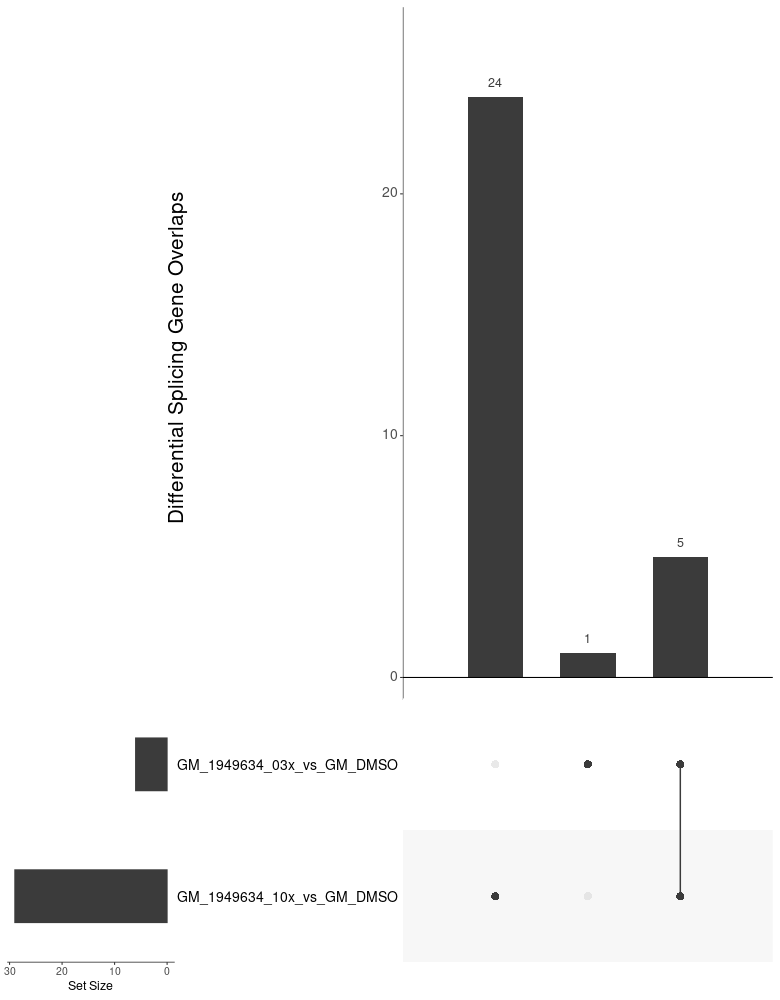 24
20
Differential Splicing Gene Overlaps
10
5
1
0
GM_1949634_03x_vs_GM_DMSO
GM_1949634_10x_vs_GM_DMSO
30 20 10 0
Set Size